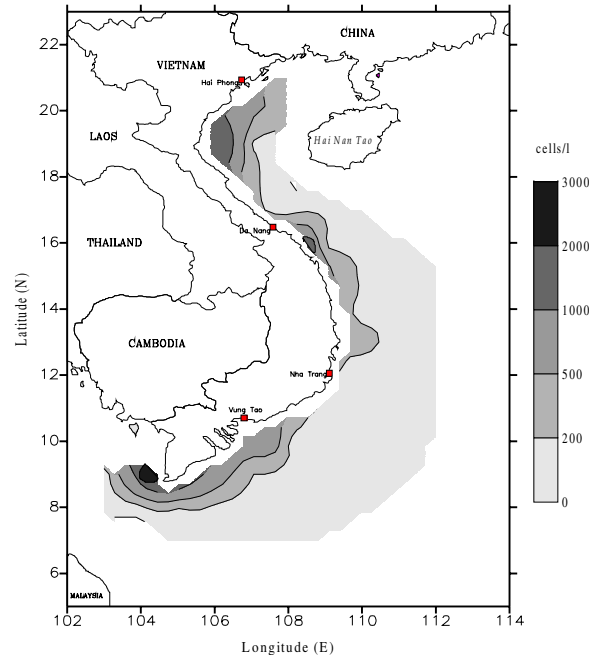 CHINA
VIETNAM
Hai Phong
LAOS
Hai Nan Tao
cells/l
THAILAND
Da Nang
CAMBODIA
Nha Trang
Vung Tao
MALAYSIA
3000
2000
1000
500
200
0
22
20
18
16
14
12
10
8
6
Latitude (N)
102 104 106 108 110 112 114
Longitude (E)